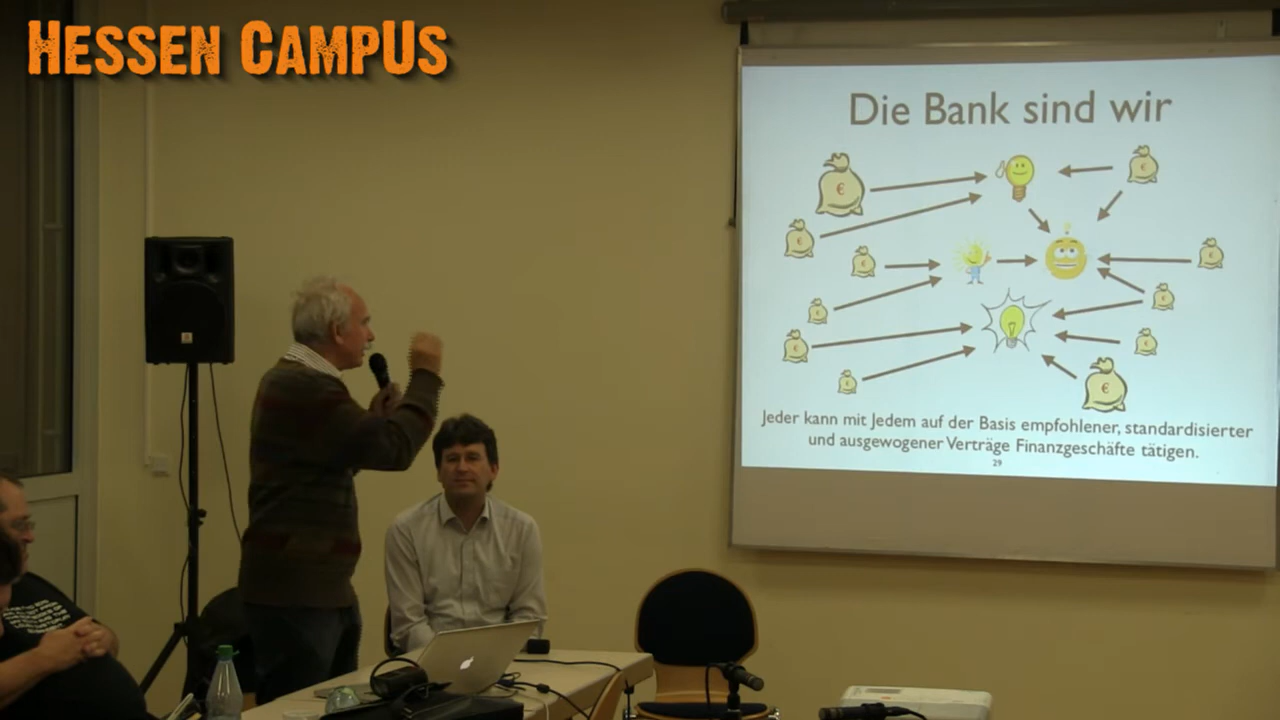 HESSEN CAMPUS
Die Bank sind wir
Jeder kann mit Jedem auf der Basis empfohlener, standardisierter
und ausgewogener Verträge Finanzgeschäfte tätigen.
29